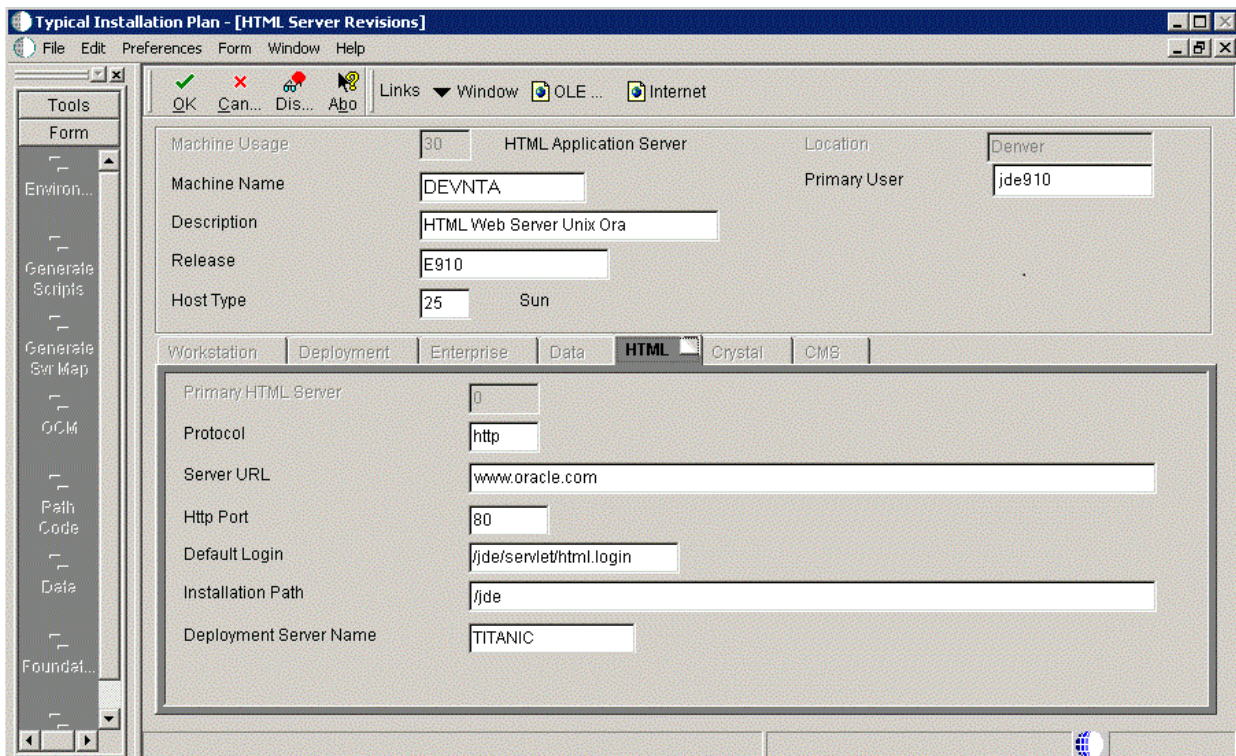 Typical Installation Plan - [HTML Server Revisions]
File Edit Preferences Form Window Help
Tools
Form
Environ...
Generate
Scripts
Generate
Svr Map
OCM
Path
Code
Data
Foundat...
OK Can... Dis... Abo Links Window OLE ... Internet
Machine Usage 30 HTML Application Server Location Denver
Machine Name DEVNTA Primary User jde910
Description HTML Web Server Unix Ora
Release E910
Host Type 25 Sun
Workstation Deployment Enterprise Data HTML Crystal CMS
Primary HTML Server 0
Protocol http
Server URL www.oracle.com
Http Port 80
Default Login /jde/servlet/html.login
Installation Path /jde
Deployment Server Name TITANIC